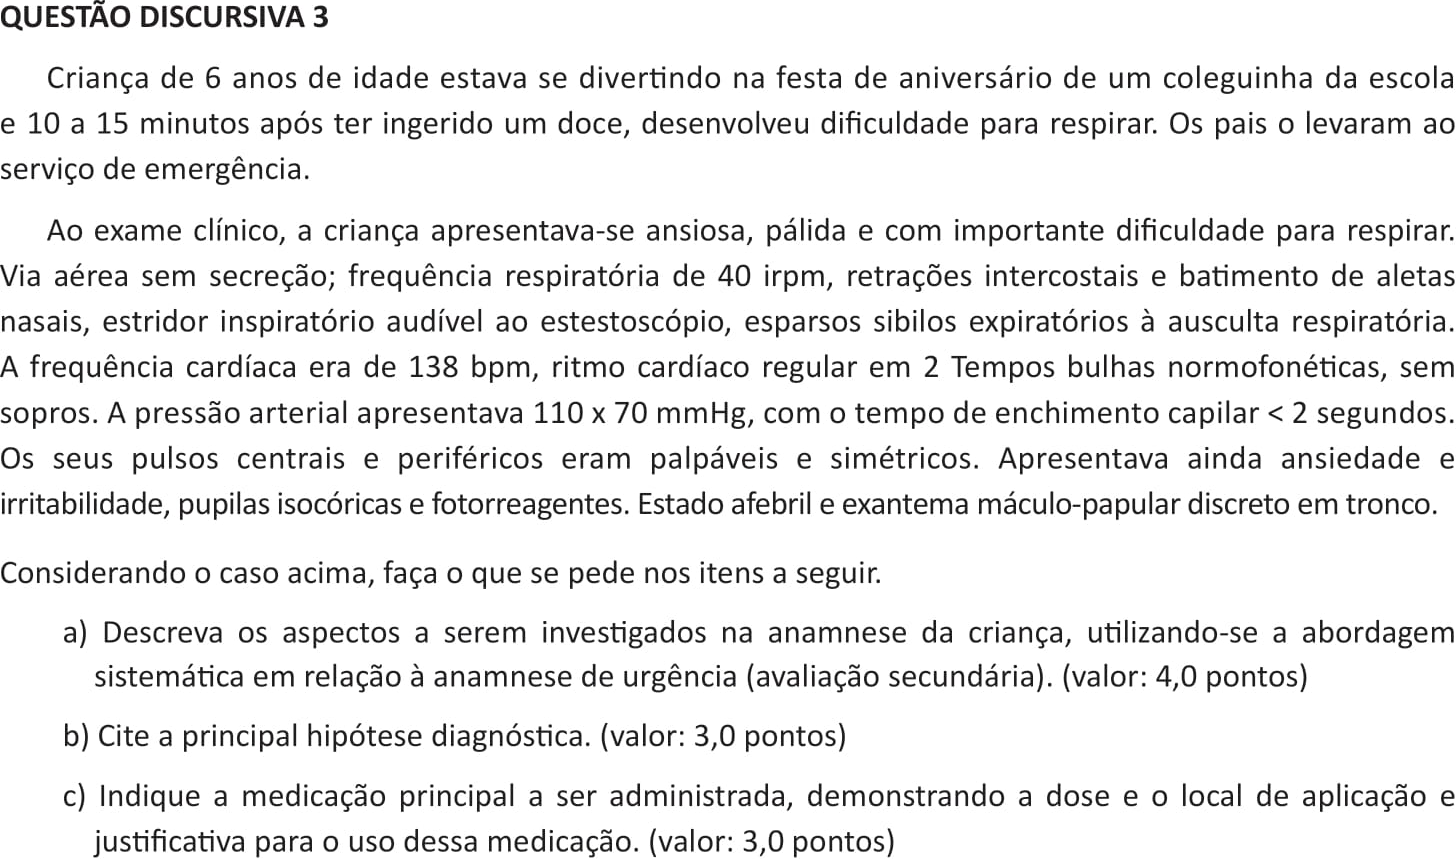 QUESTÃO DISCURSIVA 3
Criança de 6 anos de idade estava se divertindo na festa de aniversário de um coleguinha da escola
e 10 a 15 minutos após ter ingerido um doce, desenvolveu dificuldade para respirar. Os pais o levaram ao
serviço de emergência.
Ao exame clínico, a criança apresentava-se ansiosa, pálida e com importante dificuldade para respirar.
Via aérea sem secreção; frequência respiratória de 40 irpm, retrações intercostais e batimento de aletas
nasais, estridor inspiratório audível ao estestoscópio, esparsos sibilos expiratórios à ausculta respiratória.
A frequência cardíaca era de 138 bpm, ritmo cardíaco regular em 2 Tempos bulhas normofonéticas, sem
sopros. A pressão arterial apresentava 110 x 70 mmHg, com o tempo de enchimento capilar < 2 segundos.
Os seus pulsos centrais e periféricos eram palpáveis e simétricos. Apresentava ainda ansiedade e
irritabilidade, pupilas isocóricas e fotorreagentes. Estado afebril e exantema máculo-papular discreto em tronco.
Considerando o caso acima, faça o que se pede nos itens a seguir.
a) Descreva os aspectos a serem investigados na anamnese da criança, utilizando-se a abordagem
sistemática em relação à anamnese de urgência (avaliação secundária). (valor: 4,0 pontos)
b) Cite a principal hipótese diagnóstica. (valor: 3,0 pontos)
c) Indique a medicação principal a ser administrada, demonstrando a dose e o local de aplicação e
justificativa para o uso dessa medicação. (valor: 3,0 pontos)